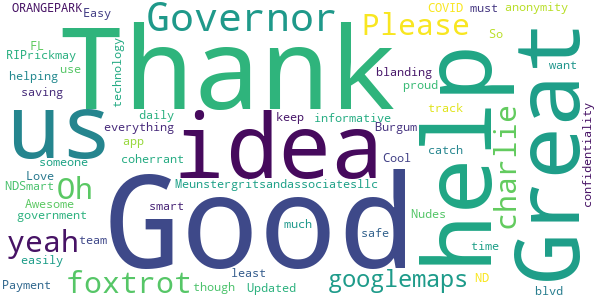 ORANGEPARK Easy Governor COVID must anonymity
Please
FL Thank So
RIPrickmay
use technology want
helping blanding
saving proud
us daily keep informative track help Great
everything idea Burgum charlie confidentiality
app
someone coherrant Cool catch
Love
NDSmart Oh Good Meunstergritsandassociatesllc
Awesome smart much Nudes
government safe
yeah team time
easily foxtrot least googlemaps ND
Payment though Updated blvd